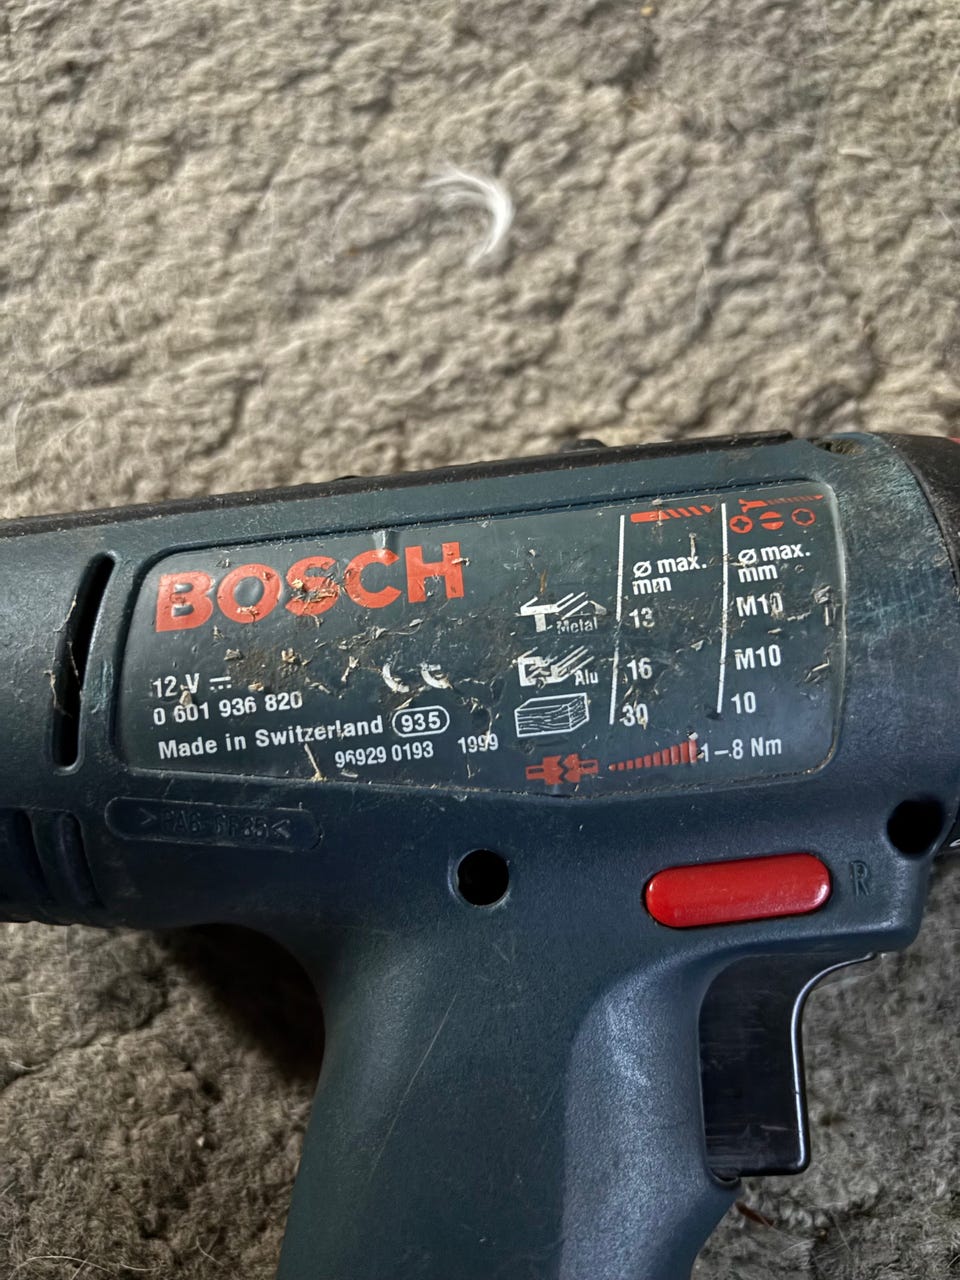 BOSCH
12 V
0 601 936 820
Made in Switzerland 935
96929 0193 1999
CE
Metal
Alu
Ø max.
mm
13
16
30
Ø max.
mm
M10
M10
10
1–8 Nm
R